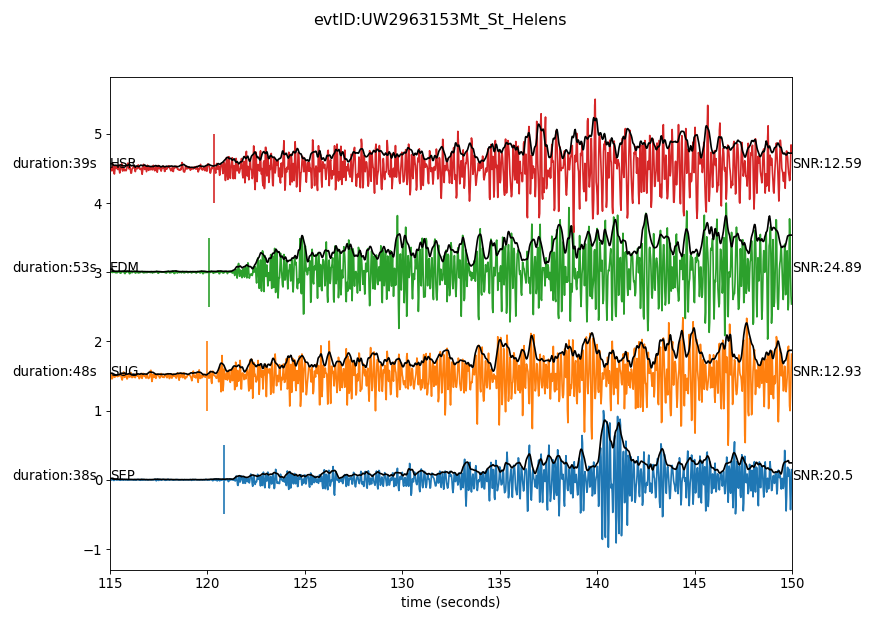 evtID:UW2963153Mt_St_Helens
5
duration:39s HSR SNR:12.59
4
duration:53s EDM SNR:24.89
3
2
duration:48s SUG SNR:12.93
1
duration:38s SEP SNR:20.5
0
−1
115 120 125 130 135 140 145 150
time (seconds)